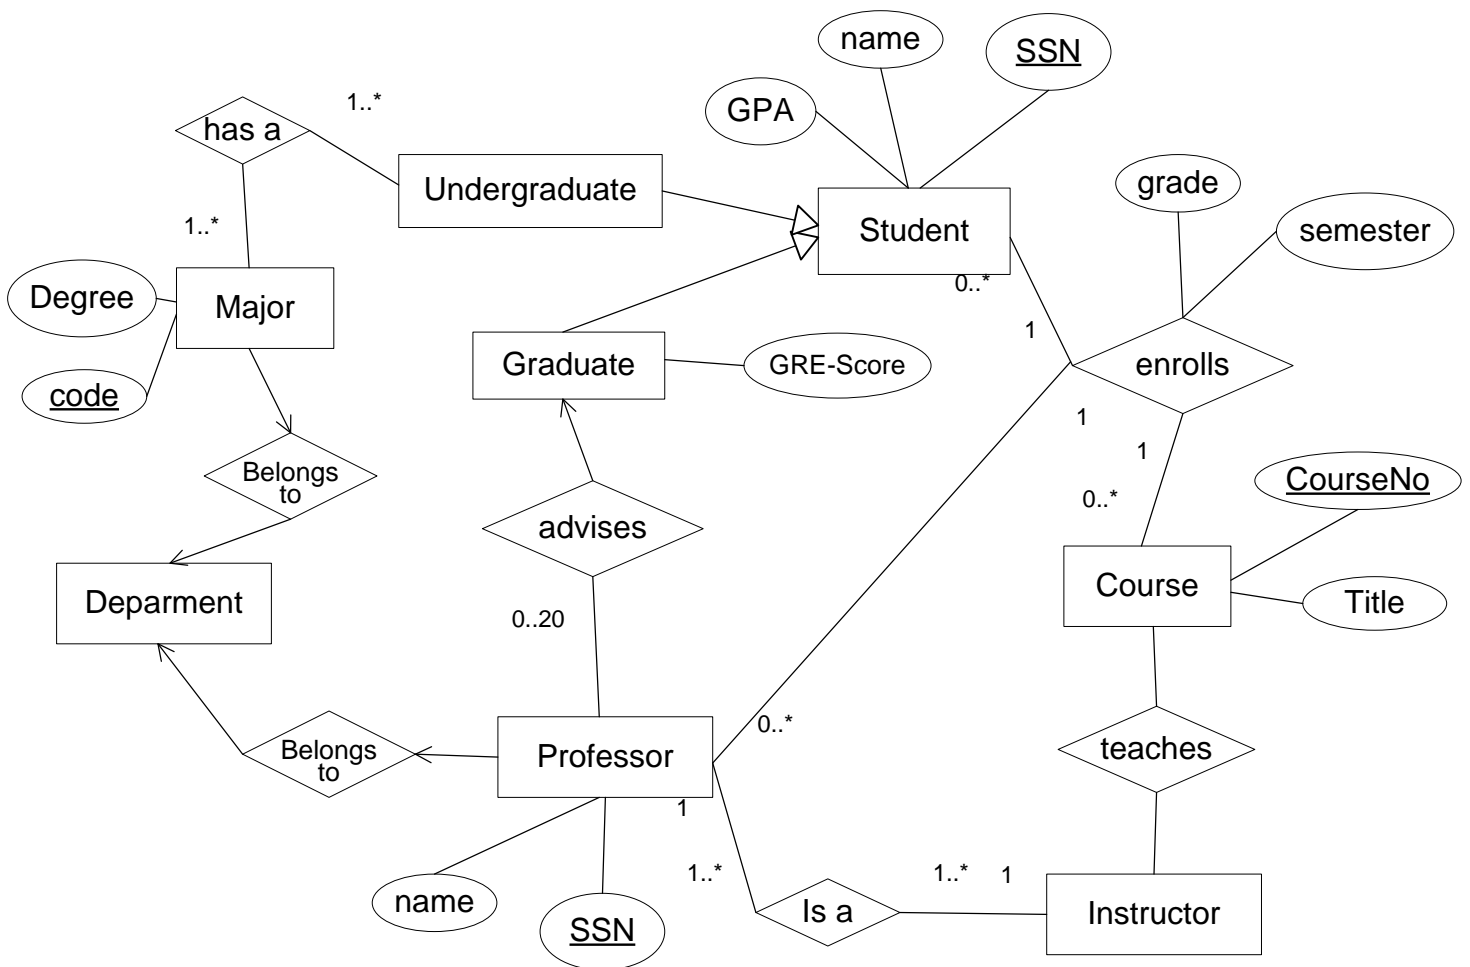 name
SSN
1..*
GPA
has a
Undergraduate
grade
1..*
Student
semester
Degree
Major
0..*
1
Graduate
GRE-Score
enrolls
code
1
1
Belongs
to
CourseNo
0..*
advises
Course
Title
Deparment
0..20
0..*
Belongs
to
Professor
teaches
1
1..*
1..*
1
name
SSN
Is a
Instructor